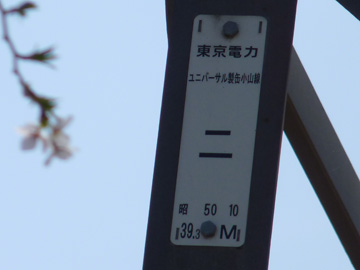 東京電力
ユニバーサル製缶小山線
二
昭 50 10
39.3 M